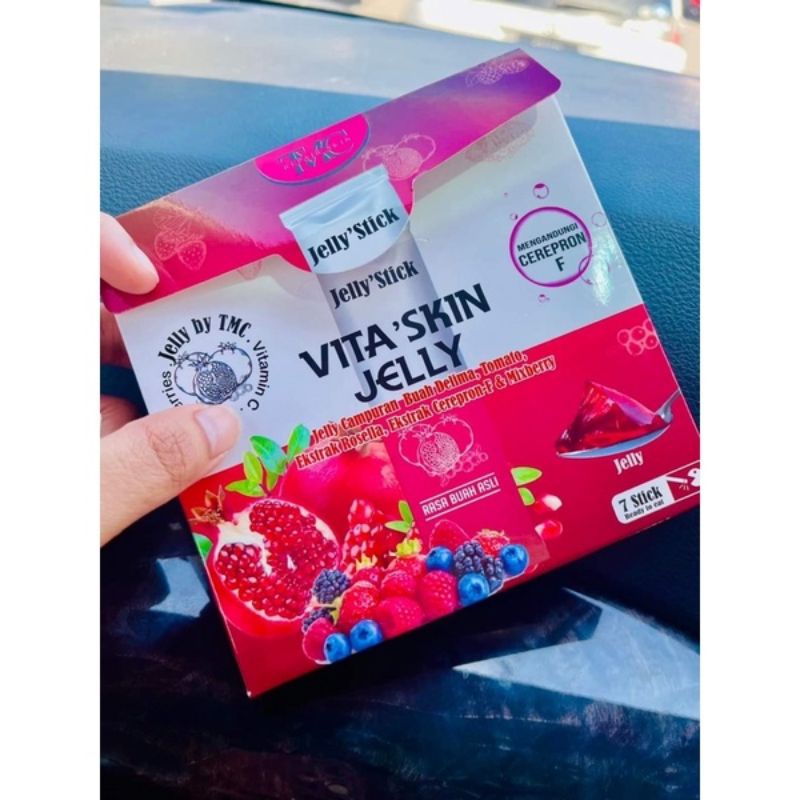 TMC
Jelly'Stick
Jelly'Stick
MENGANDUNGI
CEREPRON
F
Jelly by TMC. Vitamin C.
VITA'SKIN
JELLY
Jelly Campuran, Buah Delima, Tomato,
Ekstrak Rosella, Ekstrak Cerepron-F & Mixberry
RASA BUAH ASLI
Jelly
7 Stick
Ready to eat